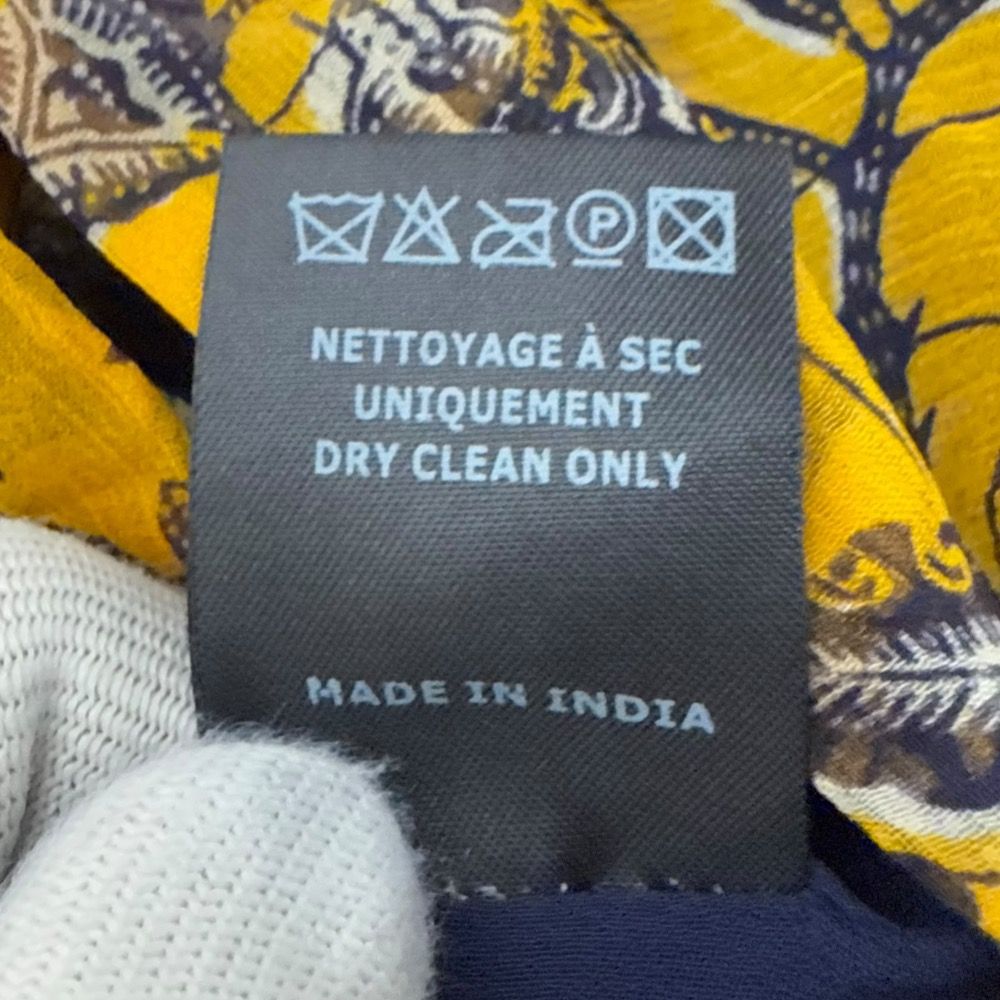 P
NETTOYAGE À SEC
UNIQUEMENT
DRY CLEAN ONLY
MADE IN INDIA